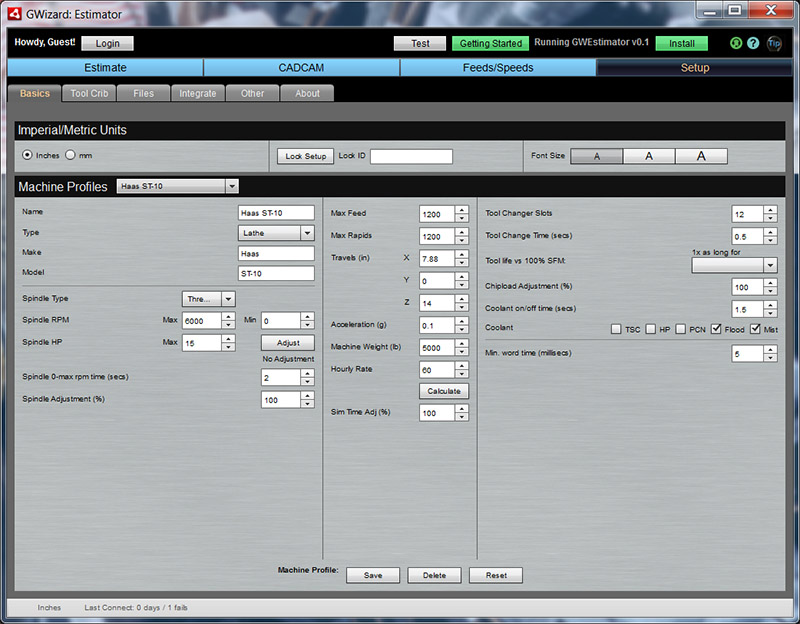 GWizard: Estimator
Howdy, Guest! Login Test Getting Started Running GWEstimator v0.1 Install ? Tip
Estimate CADCAM Feeds/Speeds Setup
Basics Tool Crib Files Integrate Other About
Imperial/Metric Units
Inches mm Lock Setup Lock ID Font Size A A A
Machine Profiles Haas ST-10
Name Haas ST-10
Type Lathe
Make Haas
Model ST-10
Spindle Type Thre...
Spindle RPM Max 6000 Min 0
Spindle HP Max 15 Adjust
No Adjustment
Spindle 0-max rpm time (secs) 2
Spindle Adjustment (%) 100
Max Feed 1200
Max Rapids 1200
Travels (in) X 7.88
Y 0
Z 14
Acceleration (g) 0.1
Machine Weight (lb) 5000
Hourly Rate 60
Calculate
Sim Time Adj (%) 100
Tool Changer Slots 12
Tool Change Time (secs) 0.5
1x as long for
Tool life vs 100% SFM:
Chipload Adjustment (%) 100
Coolant on/off time (secs) 1.5
Coolant TSC HP PCN Flood Mist
Min. word time (millisecs) 5
Machine Profile: Save Delete Reset
Inches Last Connect: 0 days / 1 fails